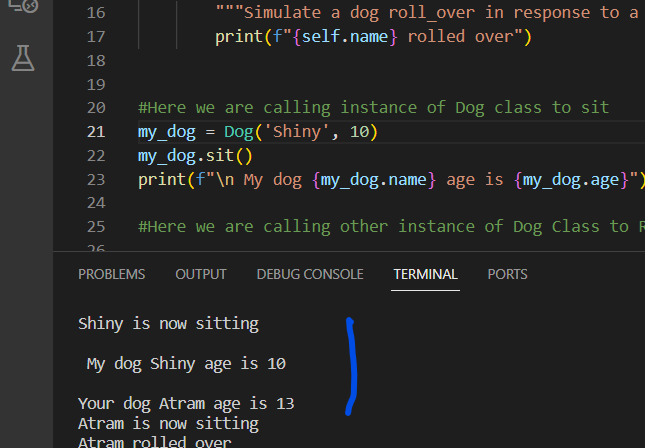 16 """Simulate a dog roll_over in response to a
17 print(f"{self.name} rolled over")
18
19
20 #Here we are calling instance of Dog class to sit
21 my_dog = Dog('Shiny', 10)
22 my_dog.sit()
23 print(f"\n My dog {my_dog.name} age is {my_dog.age}")
24
25 #Here we are calling other instance of Dog Class to R
26
PROBLEMS OUTPUT DEBUG CONSOLE TERMINAL PORTS
Shiny is now sitting
My dog Shiny age is 10
Your dog Atram age is 13
Atram is now sitting
Atram rolled over